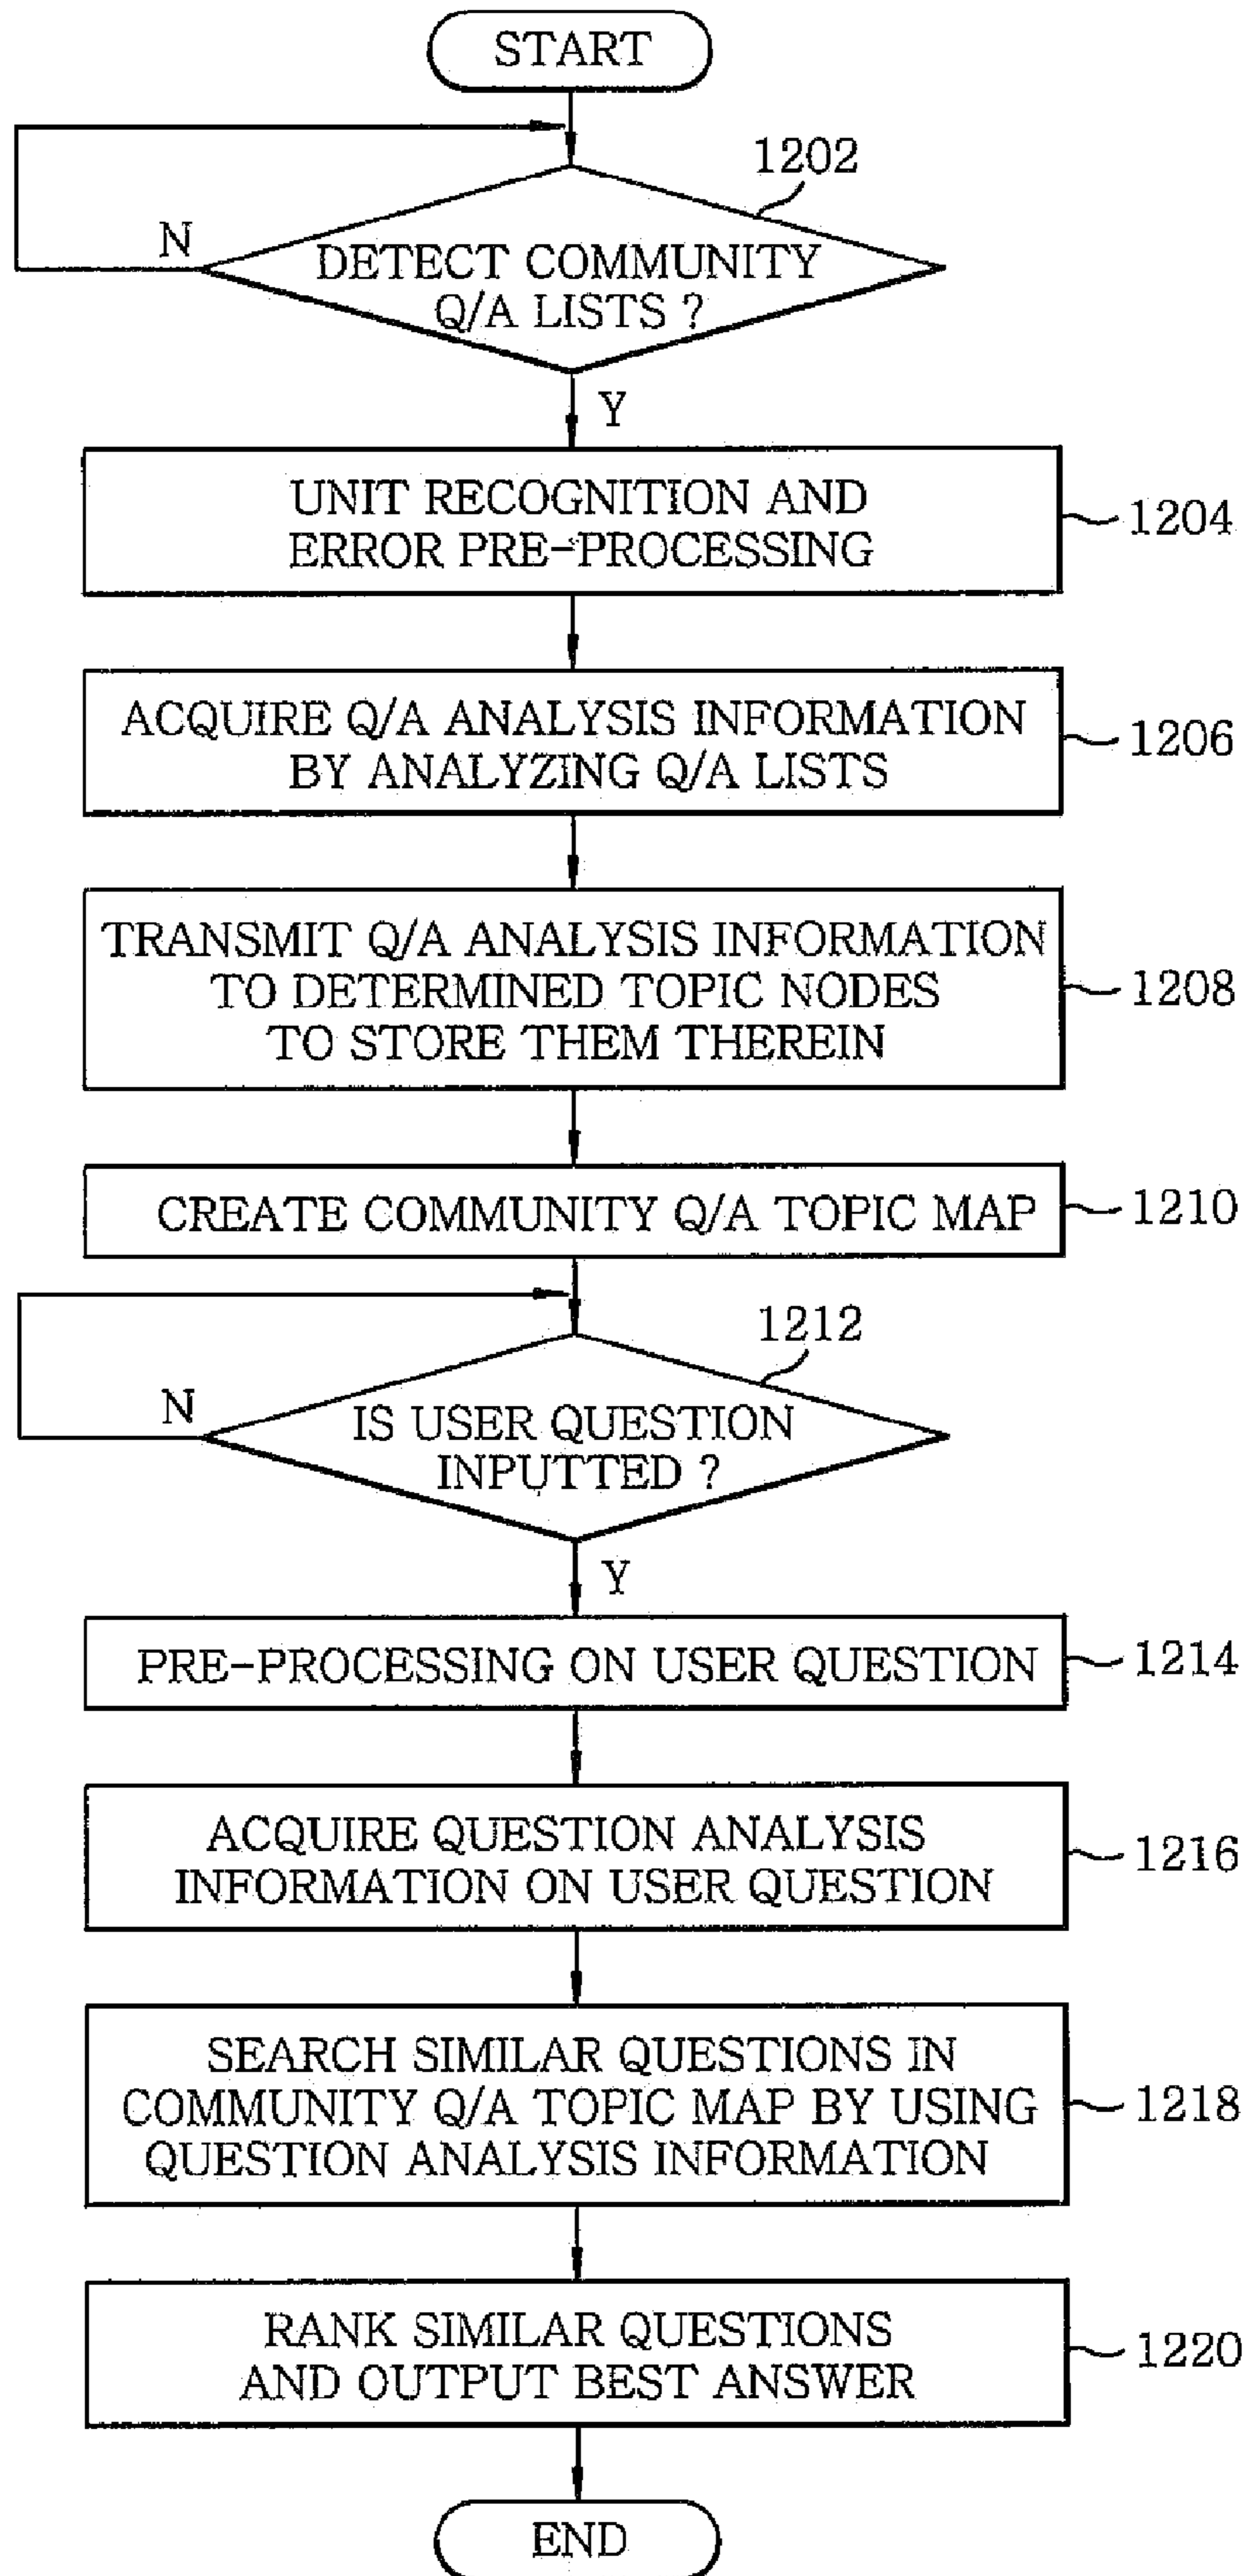 START
1202
N
DETECT COMMUNITY
Q/A LISTS ?
Y
UNIT RECOGNITION AND
ERROR PRE-PROCESSING
1204
ACQUIRE Q/A ANALYSIS INFORMATION
BY ANALYZING Q/A LISTS
1206
TRANSMIT Q/A ANALYSIS INFORMATION
TO DETERMINED TOPIC NODES
TO STORE THEM THEREIN
1208
CREATE COMMUNITY Q/A TOPIC MAP
1210
1212
N
IS USER QUESTION
INPUTTED ?
Y
PRE-PROCESSING ON USER QUESTION
1214
ACQUIRE QUESTION ANALYSIS
INFORMATION ON USER QUESTION
1216
SEARCH SIMILAR QUESTIONS IN
COMMUNITY Q/A TOPIC MAP BY USING
QUESTION ANALYSIS INFORMATION
1218
RANK SIMILAR QUESTIONS
AND OUTPUT BEST ANSWER
1220
END